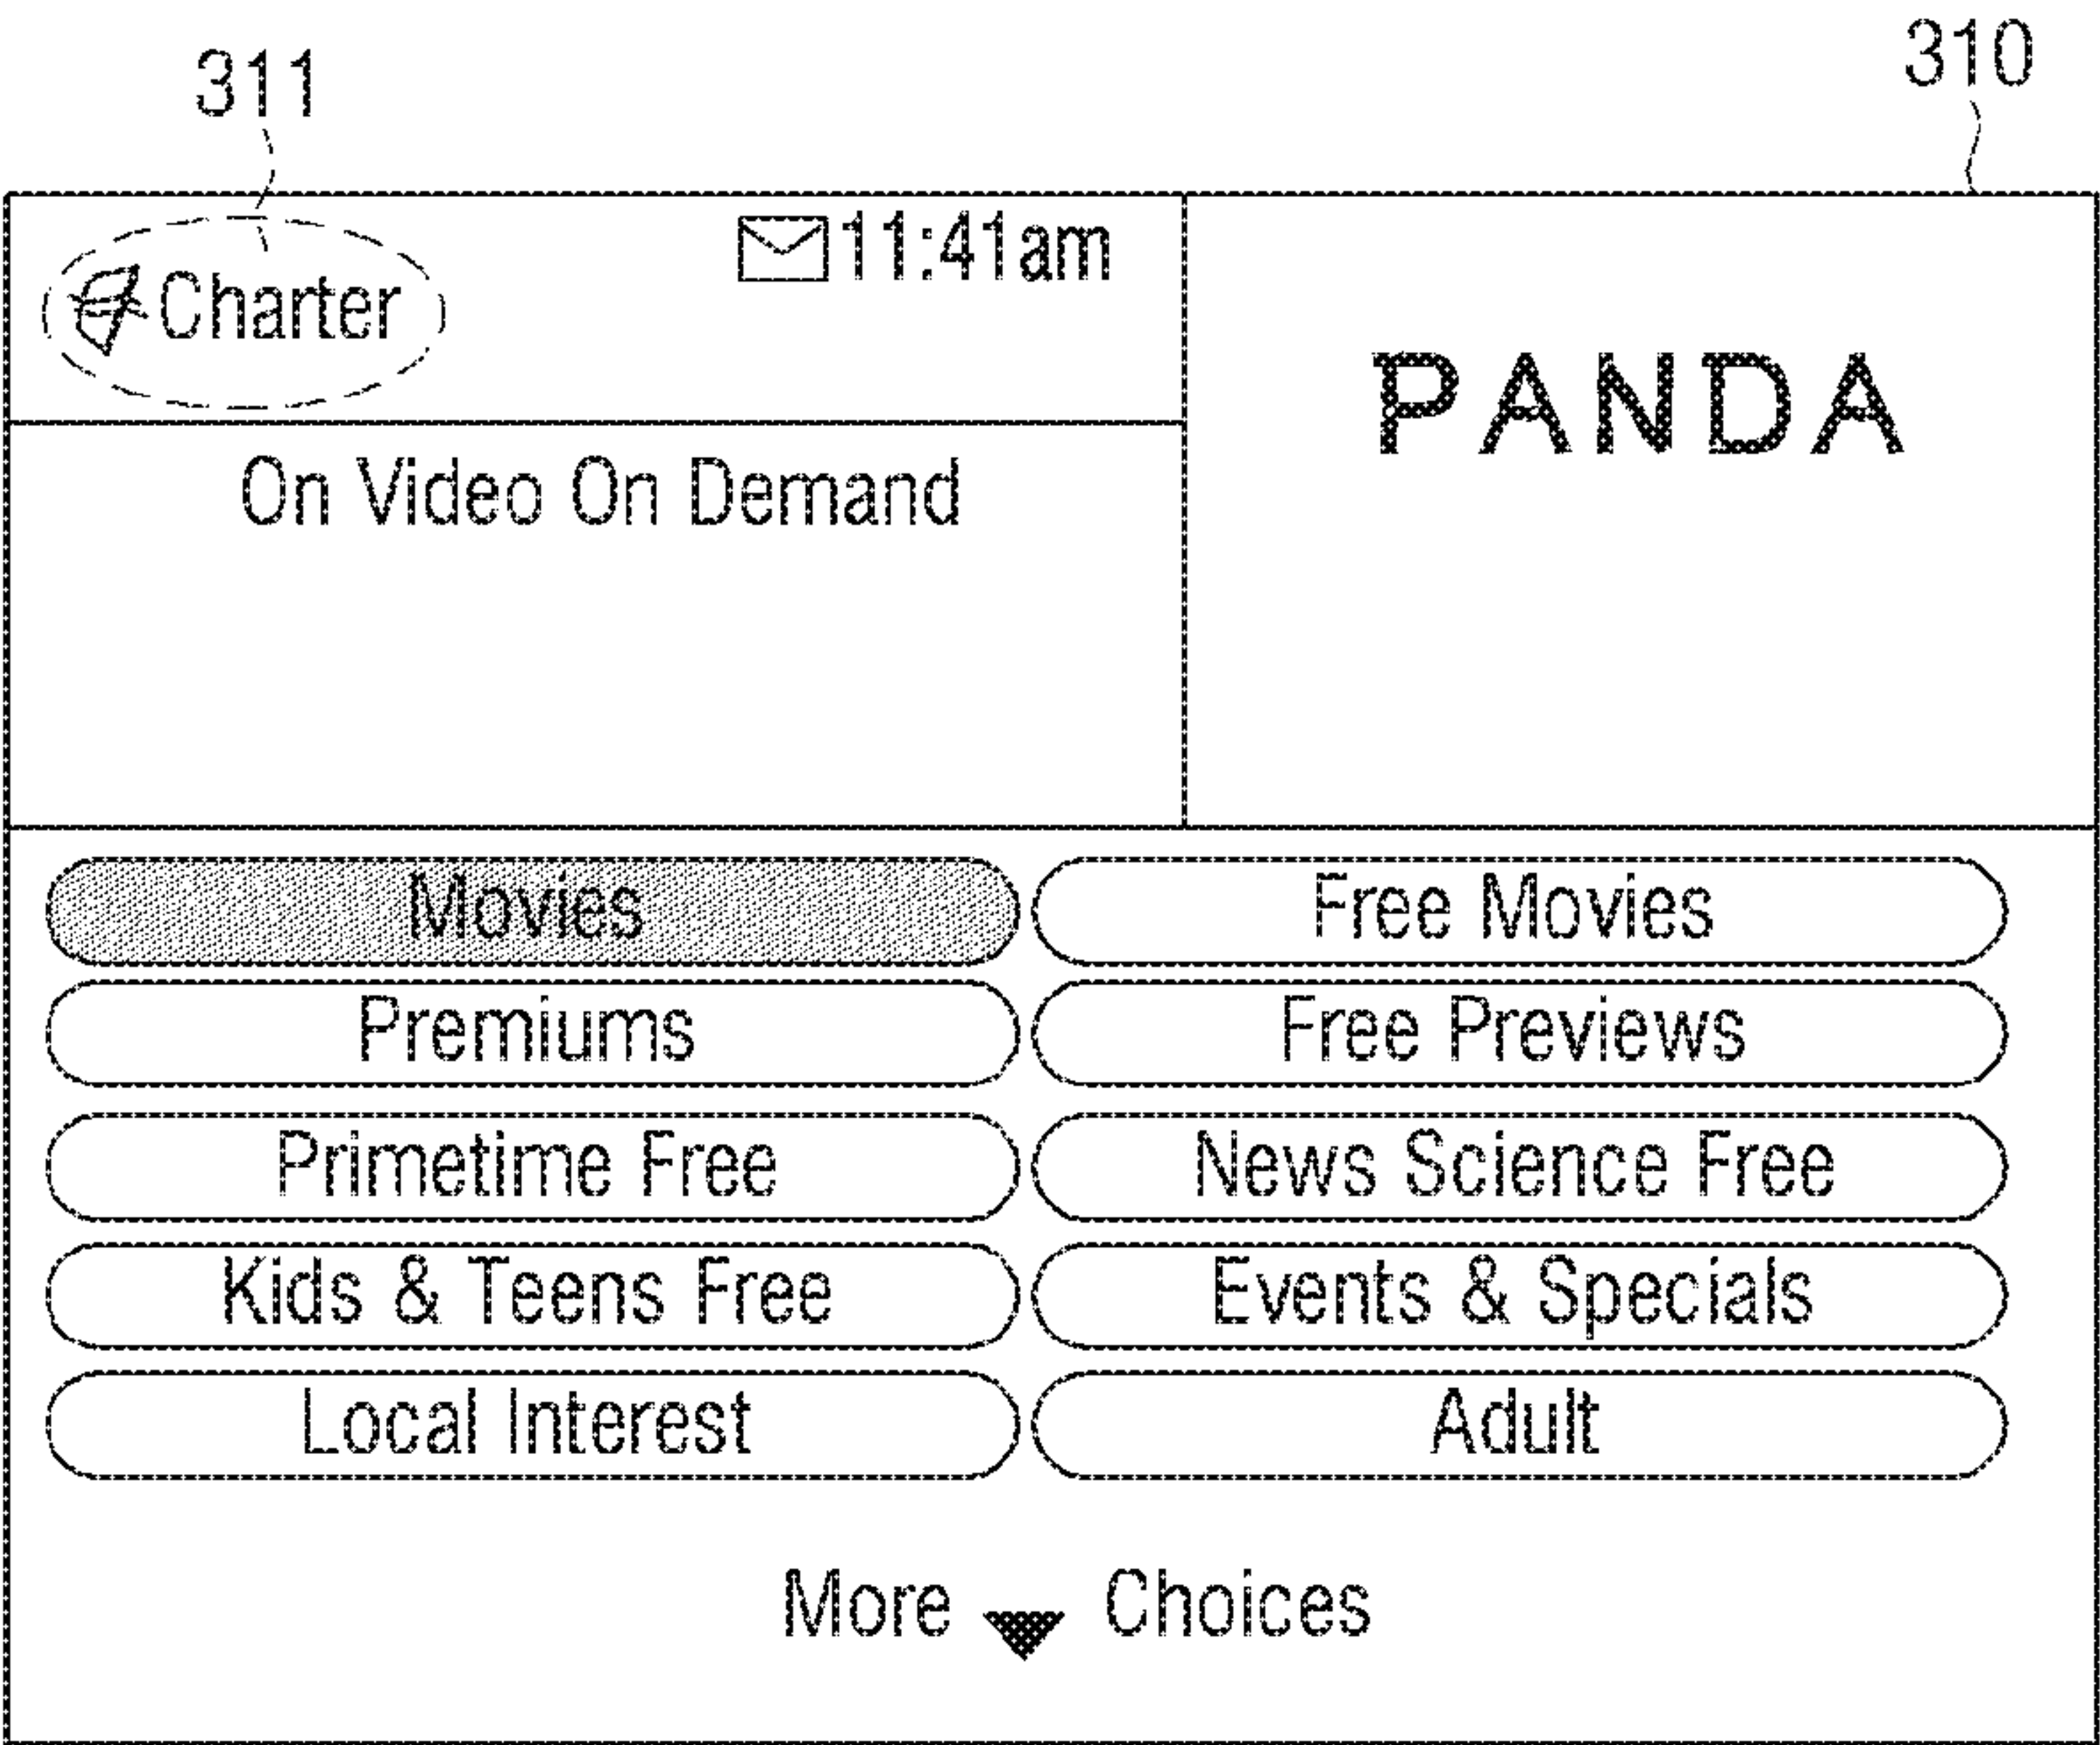 311
310
Charter
11:41am
PANDA
On Video On Demand
Movies
Free Movies
Premiums
Free Previews
Primetime Free
News Science Free
Kids & Teens Free
Events & Specials
Local Interest
Adult
More Choices